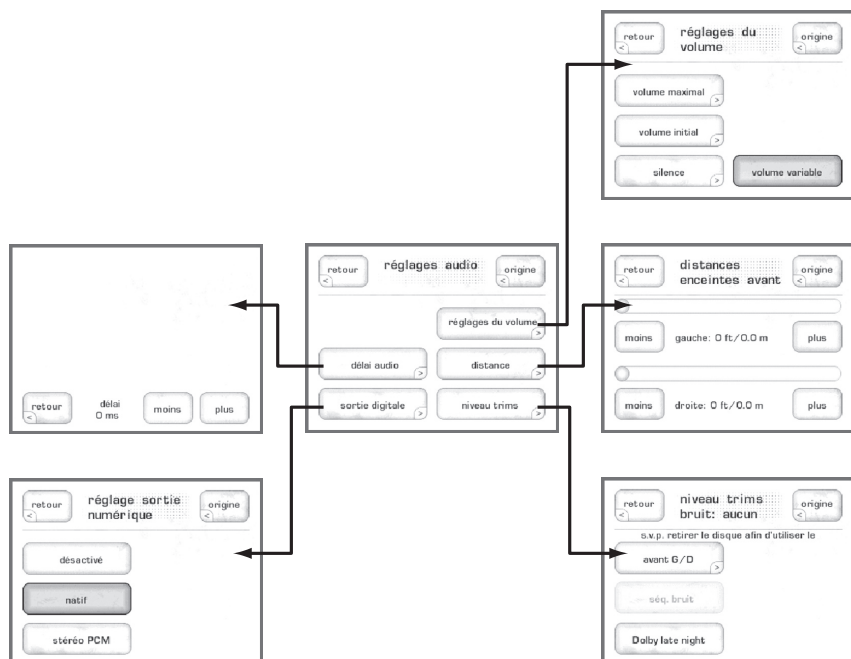 retour
réglages du
volume
origine
volume maximal
volume initial
silence
volume variable
retour
délai
0 ms
moins
plus
retour
réglages audio
origine
réglages du volume
délai audio
distance
sortie digitale
niveau trims
retour
distances
enceintes avant
origine
moins
gauche: 0 ft/0.0 m
plus
moins
droite: 0 ft/0.0 m
plus
retour
réglage sortie
numérique
origine
désactivé
natif
stéréo PCM
retour
niveau trims
bruit: aucun
origine
s.v.p. retirer le disque afin d'utiliser le
avant G/D
séq. bruit
Dolby late night